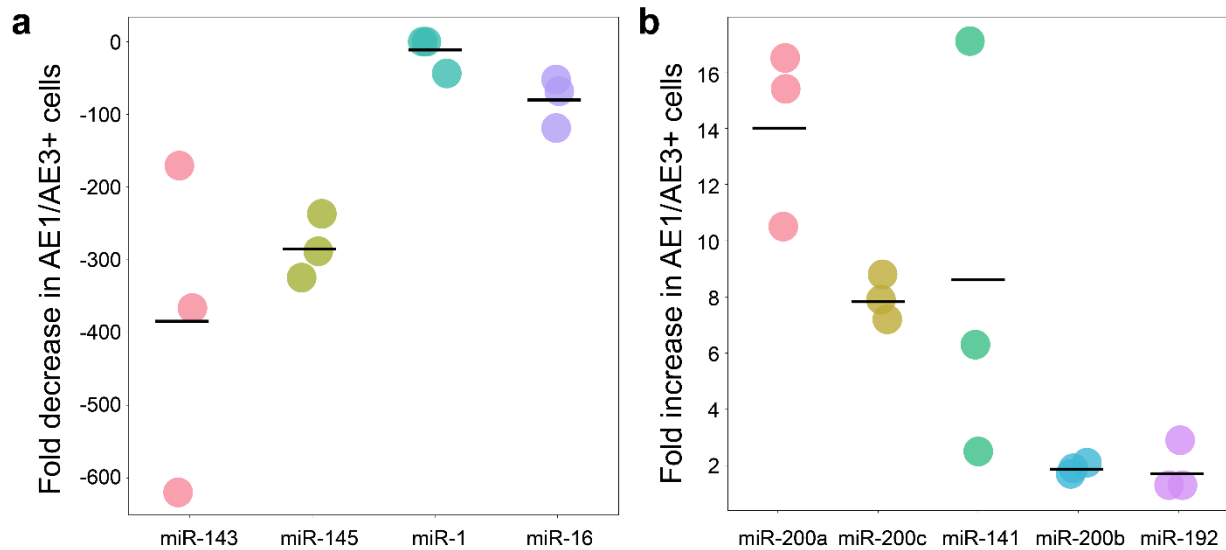 a
Fold decrease in AE1/AE3+ cells
0
-100
-200
-300
-400
-500
-600
miR-143 miR-145 miR-1 miR-16
b
Fold increase in AE1/AE3+ cells
16
14
12
10
8
6
4
2
miR-200a miR-200c miR-141 miR-200b miR-192